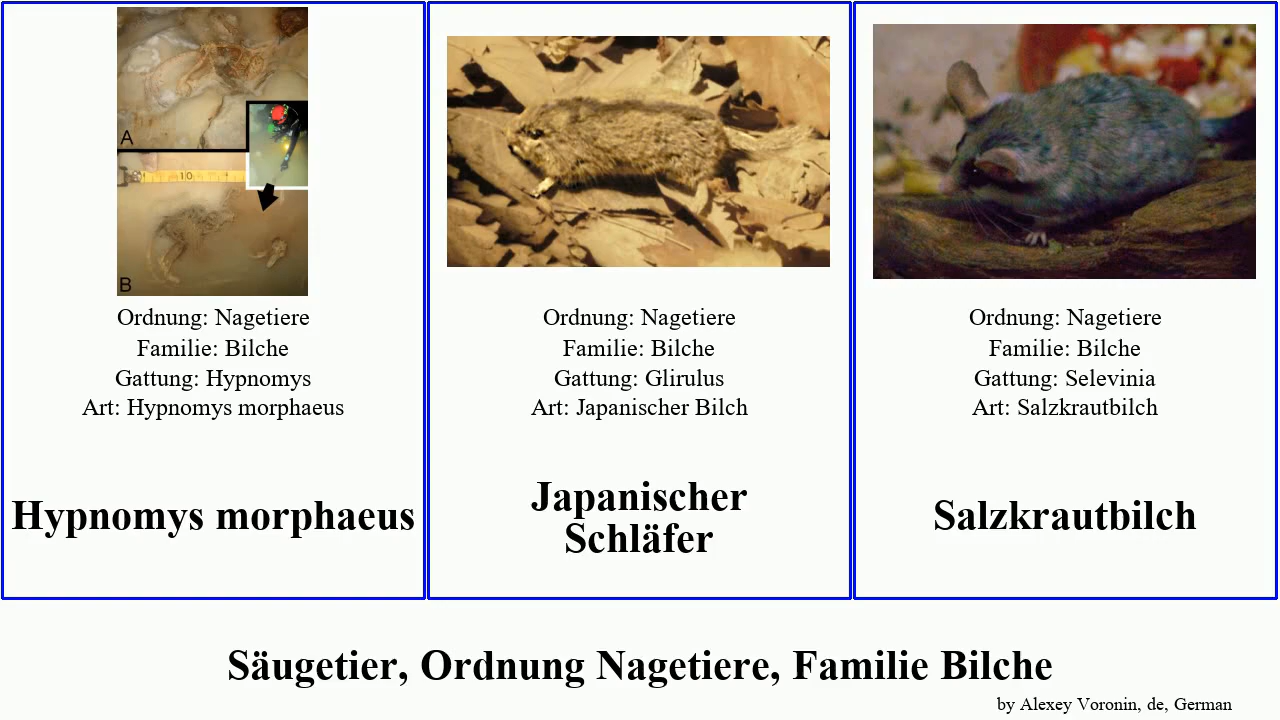 A
10
B
Ordnung: Nagetiere
Familie: Bilche
Gattung: Hypnomys
Art: Hypnomys morphaeus
Hypnomys morphaeus
Ordnung: Nagetiere
Familie: Bilche
Gattung: Glirulus
Art: Japanischer Bilch
Japanischer
Schläfer
Ordnung: Nagetiere
Familie: Bilche
Gattung: Selevinia
Art: Salzkrautbilch
Salzkrautbilch
Säugetier, Ordnung Nagetiere, Familie Bilche
by Alexey Voronin, de, German